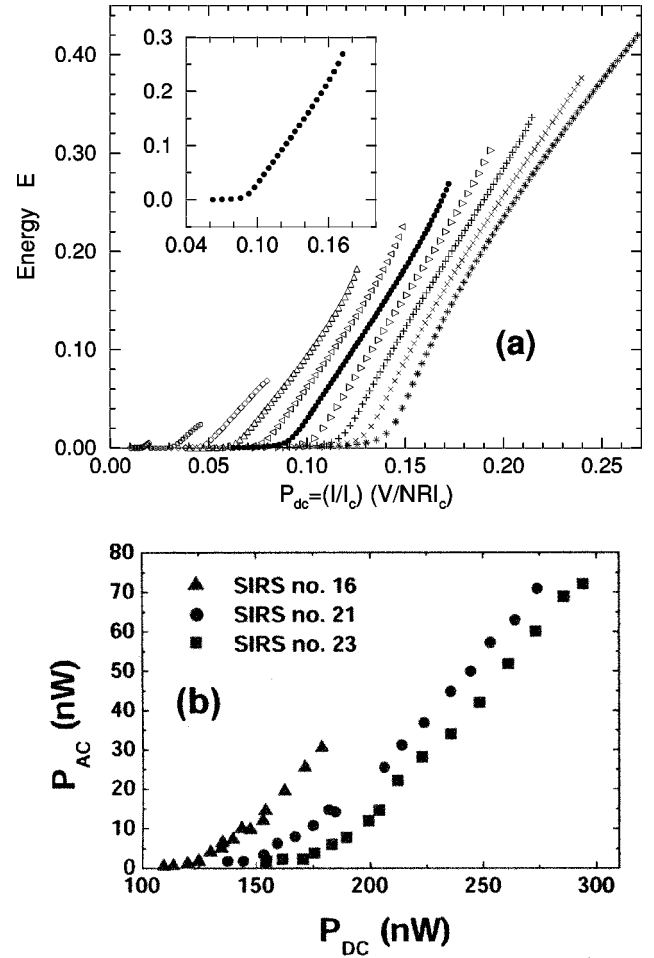 0.50
0.40
0.30
0.20
0.10
0.00
Energy E
0.3
0.2
0.1
0.0
0.04 0.10 0.16
(a)
0.00 0.05 0.10 0.15 0.20 0.25
P_dc=(I/I_c) (V/NRI_c)
80
70
60
50
40
30
20
10
0
P_AC (nW)
SIRS no. 16
SIRS no. 21
SIRS no. 23
(b)
100 150 200 250 300
P_DC (nW)